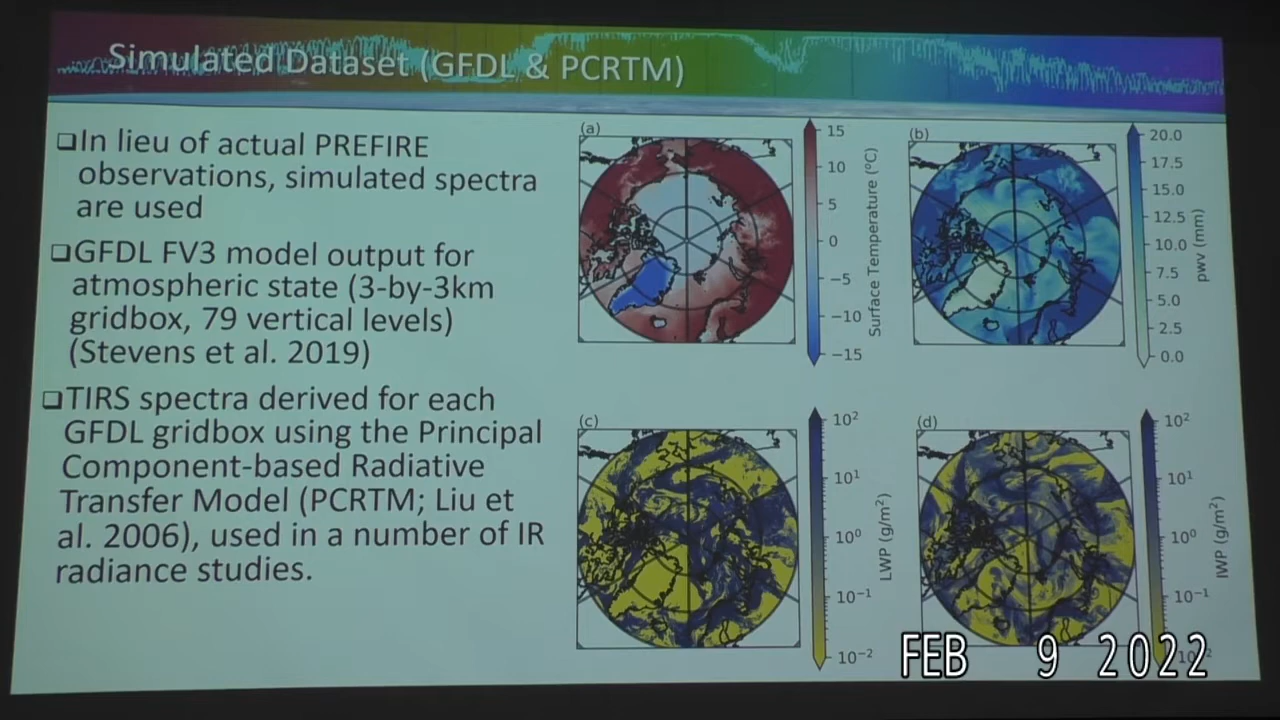 Simulated Dataset (GFDL & PCRTM)
❑In lieu of actual PREFIRE
observations, simulated spectra
are used
❑GFDL FV3 model output for
atmospheric state (3-by-3km
gridbox, 79 vertical levels)
(Stevens et al. 2019)
❑TIRS spectra derived for each
GFDL gridbox using the Principal
Component-based Radiative
Transfer Model (PCRTM; Liu et
al. 2006), used in a number of IR
radiance studies.
(a)
15
10
5
0
−5
−10
−15
Surface Temperature (°C)
(b)
20.0
17.5
15.0
12.5
10.0
7.5
5.0
2.5
0.0
pwv (mm)
(c)
10²
10¹
10⁰
10⁻¹
10⁻²
LWP (g/m²)
(d)
10²
10¹
10⁰
10⁻¹
IWP (g/m²)
FEB 9 2022